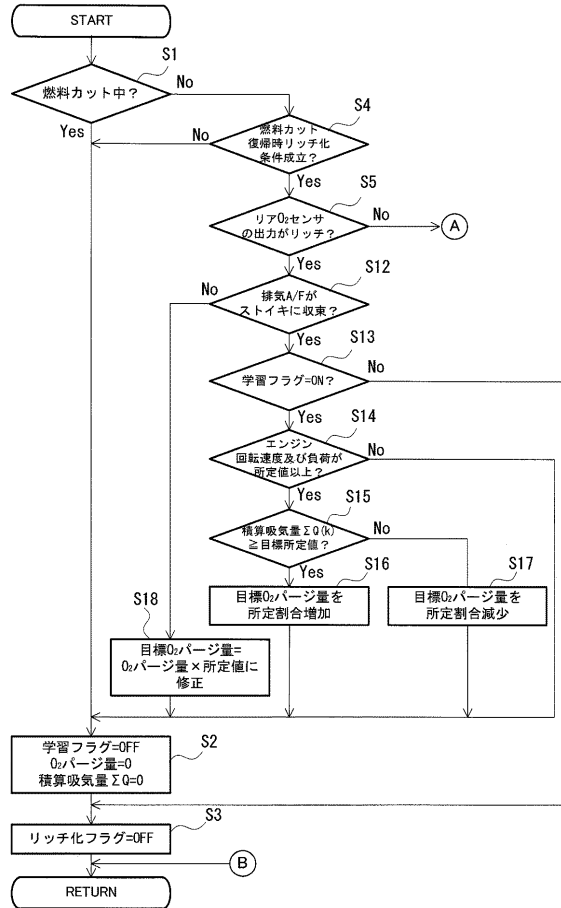 START
S1
燃料カット中？
No
Yes
S4
燃料カット
復帰時リッチ化
条件成立？
No
Yes
S5
リアO₂センサ
の出力がリッチ？
No
A
Yes
S12
排気A/Fが
ストイキに収束？
No
Yes
S13
学習フラグ=ON？
No
Yes
S14
エンジン
回転速度及び負荷が
所定値以上？
No
Yes
S15
積算吸気量ΣQ(k)
≧目標所定値？
No
Yes
S16
目標O₂パージ量を
所定割合増加
S17
目標O₂パージ量を
所定割合減少
S18
目標O₂パージ量=
O₂パージ量×所定値に
修正
S2
学習フラグ=OFF
O₂パージ量=0
積算吸気量ΣQ=0
S3
リッチ化フラグ=OFF
B
RETURN